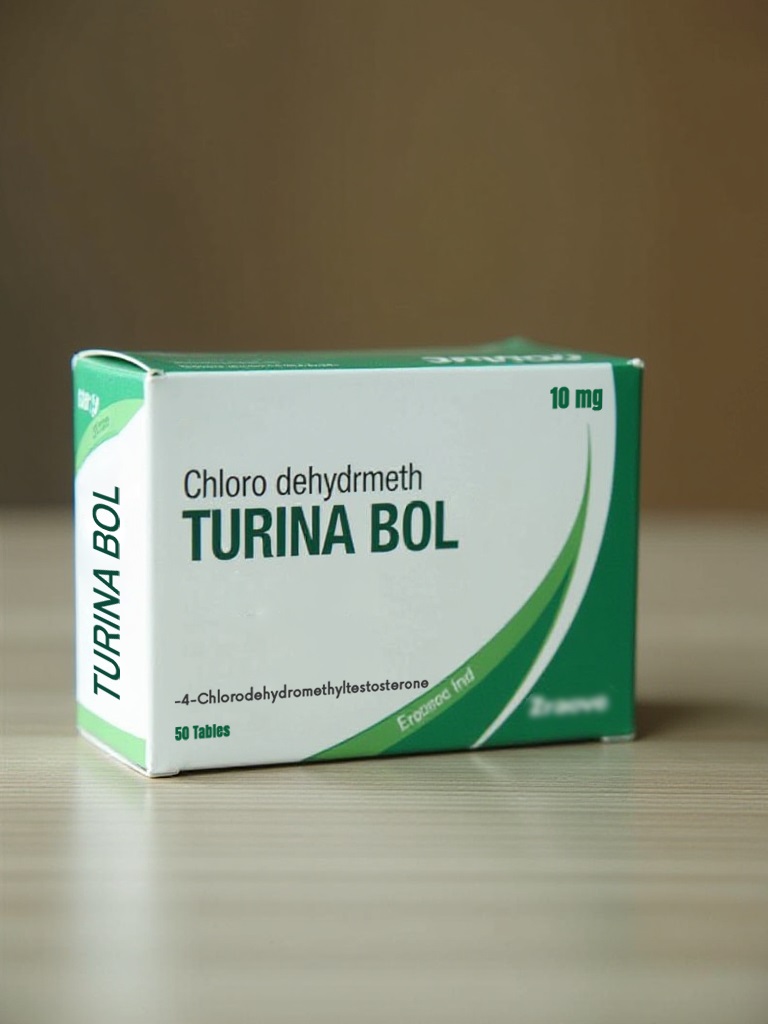 10 mg
Chloro dehydrmeth
TURINA BOL
TURINA BOL
-4-Chlorodehydromethyltestosterone
50 Tables